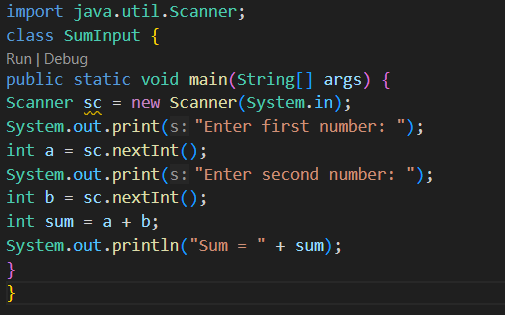 import java.util.Scanner;
class SumInput {
Run | Debug
public static void main(String[] args) {
Scanner sc = new Scanner(System.in);
System.out.print(s: "Enter first number: ");
int a = sc.nextInt();
System.out.print(s: "Enter second number: ");
int b = sc.nextInt();
int sum = a + b;
System.out.println("Sum = " + sum);
}
}